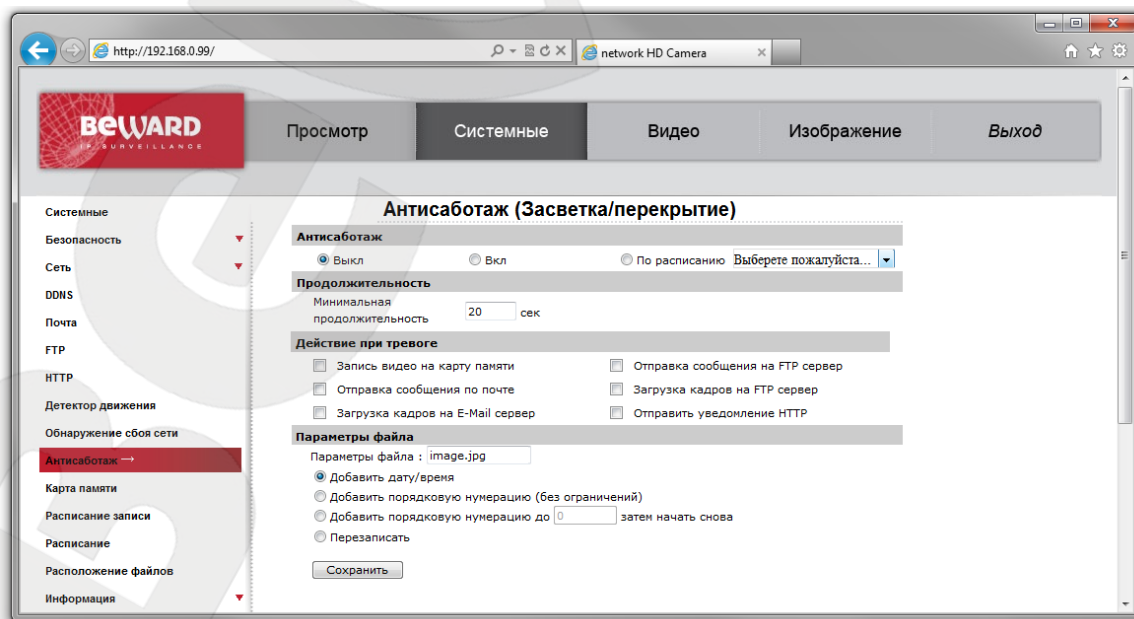 http://192.168.0.99/
network HD Camera
BEWARD
IP SURVEILLANCE
Просмотр
Системные
Видео
Изображение
Выход
Системные
Безопасность
Сеть
DDNS
Почта
FTP
HTTP
Детектор движения
Обнаружение сбоя сети
Антисаботаж →
Карта памяти
Расписание записи
Расписание
Расположение файлов
Информация
Антисаботаж (Засветка/перекрытие)
Антисаботаж
Выкл Вкл По расписанию Выберете пожалуйста...
Продолжительность
Минимальная
продолжительность 20 сек
Действие при тревоге
Запись видео на карту памяти Отправка сообщения на FTP сервер
Отправка сообщения по почте Загрузка кадров на FTP сервер
Загрузка кадров на E-Mail сервер Отправить уведомление HTTP
Параметры файла
Параметры файла : image.jpg
Добавить дату/время
Добавить порядковую нумерацию (без ограничений)
Добавить порядковую нумерацию до 0 затем начать снова
Перезаписать
Сохранить